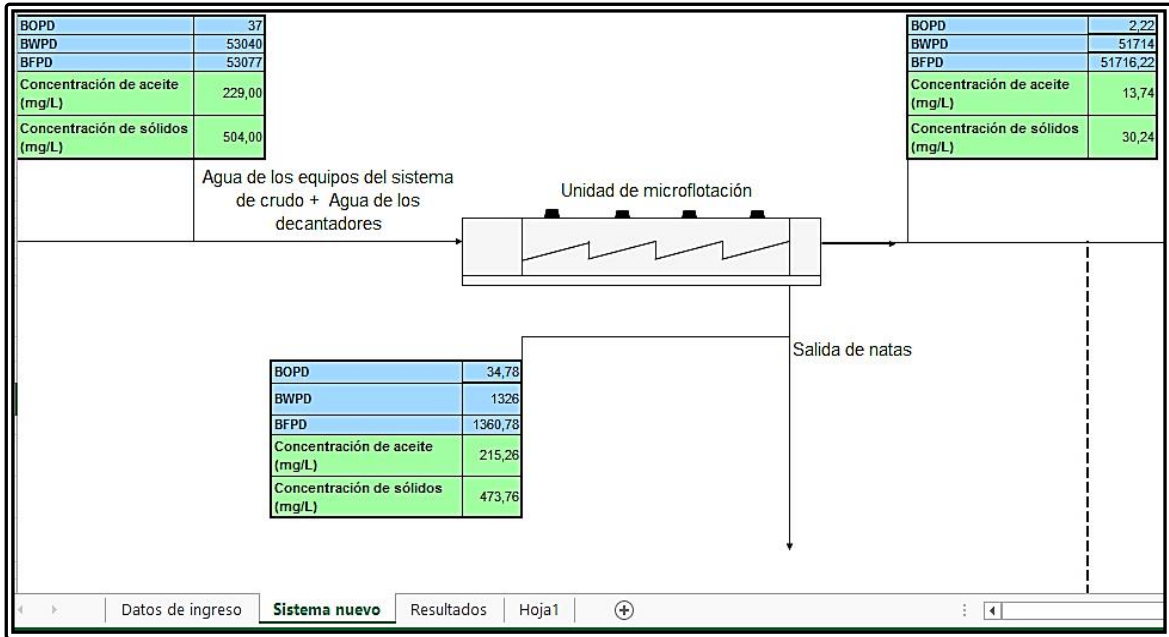 BOPD 37
BWPD 53040
BFPD 53077
Concentración de aceite
(mg/L) 229,00
Concentración de sólidos
(mg/L) 504,00
BOPD 2,22
BWPD 51714
BFPD 51716,22
Concentración de aceite
(mg/L) 13,74
Concentración de sólidos
(mg/L) 30,24
Agua de los equipos del sistema
de crudo + Agua de los
decantadores
Unidad de microflotación
Salida de natas
BOPD 34,78
BWPD 1326
BFPD 1360,78
Concentración de aceite
(mg/L) 215,26
Concentración de sólidos
(mg/L) 473,76
Datos de ingreso Sistema nuevo Resultados Hoja1